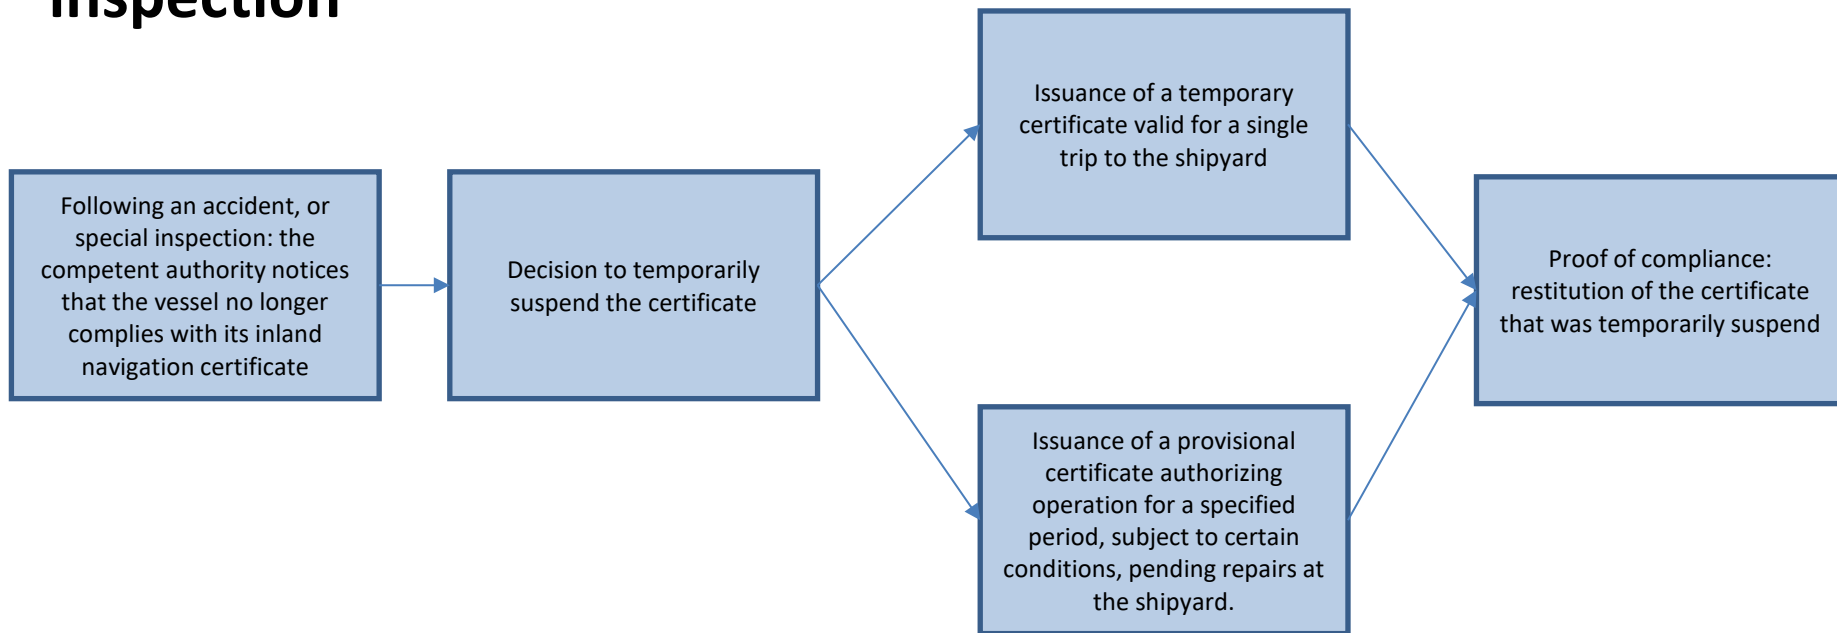 inspection
Following an accident, or
special inspection: the
competent authority notices
that the vessel no longer
complies with its inland
navigation certificate
Decision to temporarily
suspend the certificate
Issuance of a temporary
certificate valid for a single
trip to the shipyard
Issuance of a provisional
certificate authorizing
operation for a specified
period, subject to certain
conditions, pending repairs at
the shipyard.
Proof of compliance:
restitution of the certificate
that was temporarily suspend